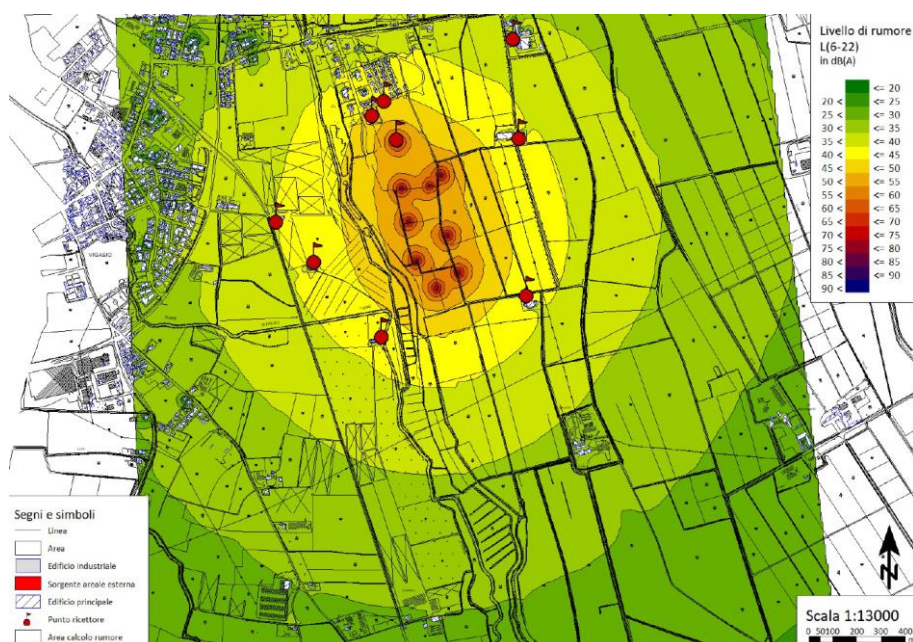 Livello di rumore
L(6-22)
in dB(A)
<= 20
20 < <= 25
25 < <= 30
30 < <= 35
35 < <= 40
40 < <= 45
45 < <= 50
50 < <= 55
55 < <= 60
60 < <= 65
65 < <= 70
70 < <= 75
75 < <= 80
80 < <= 85
85 < <= 90
90 <
VIGASIO
Segni e simboli
Linea
Area
Edificio industriale
Sorgente areale esterna
Edificio principale
Punto ricettore
Area calcolo rumore
N
Scala 1:13000
0 50100 200 300 400